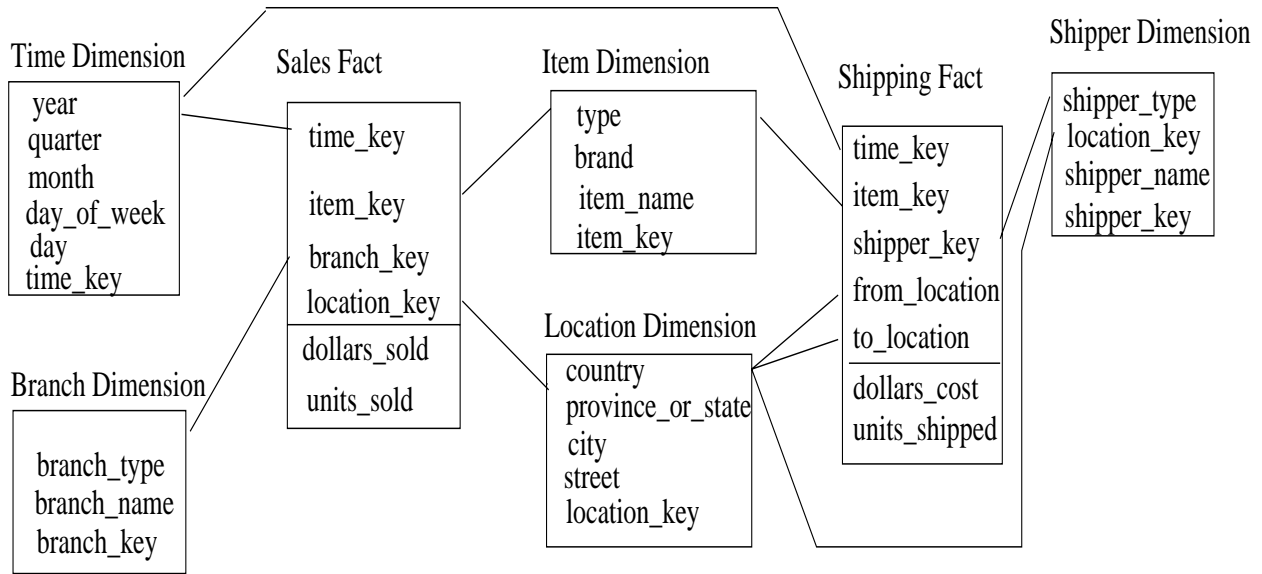 Time Dimension
year
quarter
month
day_of_week
day
time_key
Branch Dimension
branch_type
branch_name
branch_key
Sales Fact
time_key
item_key
branch_key
location_key
dollars_sold
units_sold
Item Dimension
type
brand
item_name
item_key
Location Dimension
country
province_or_state
city
street
location_key
Shipping Fact
time_key
item_key
shipper_key
from_location
to_location
dollars_cost
units_shipped
Shipper Dimension
shipper_type
location_key
shipper_name
shipper_key